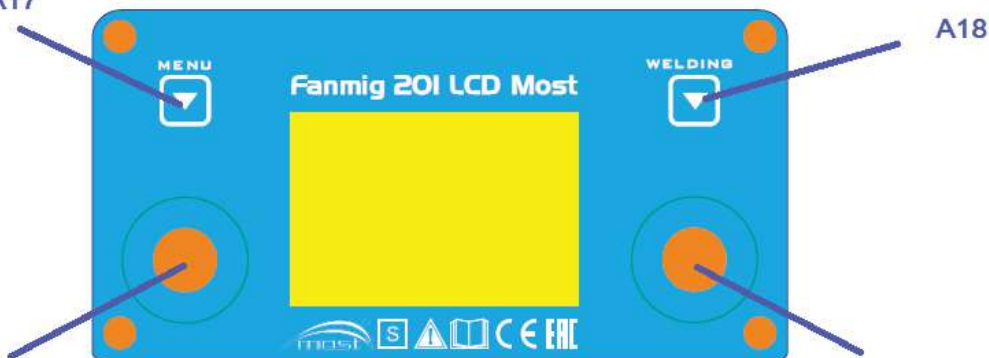 A17
A18
MENU
WELDING
Fanmig 201 LCD Most
most S CE EAC